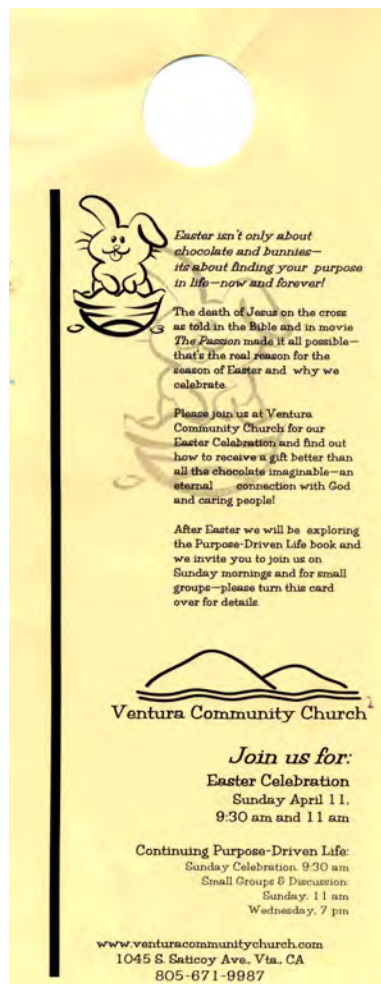 Easter isn't only about
chocolate and bunnies—
its about finding your purpose
in life—now and forever!
The death of Jesus on the cross
as told in the Bible and in movie
The Passion made it all possible—
that's the real reason for the
season of Easter and why we
celebrate.
Please join us at Ventura
Community Church for our
Easter Celebration and find out
how to receive a gift better than
all the chocolate imaginable—an
eternal connection with God
and caring people!
After Easter we will be exploring
the Purpose-Driven Life book and
we invite you to join us on
Sunday mornings and for small
groups—please turn this card
over for details.
Ventura Community Church
Join us for:
Easter Celebration
Sunday April 11,
9:30 am and 11 am
Continuing Purpose-Driven Life:
Sunday Celebration, 9:30 am
Small Groups & Discussion:
Sunday, 11 am
Wednesday, 7 pm
www.venturacommunitychurch.com
1045 S. Saticoy Ave., Vta., CA
805-671-9987